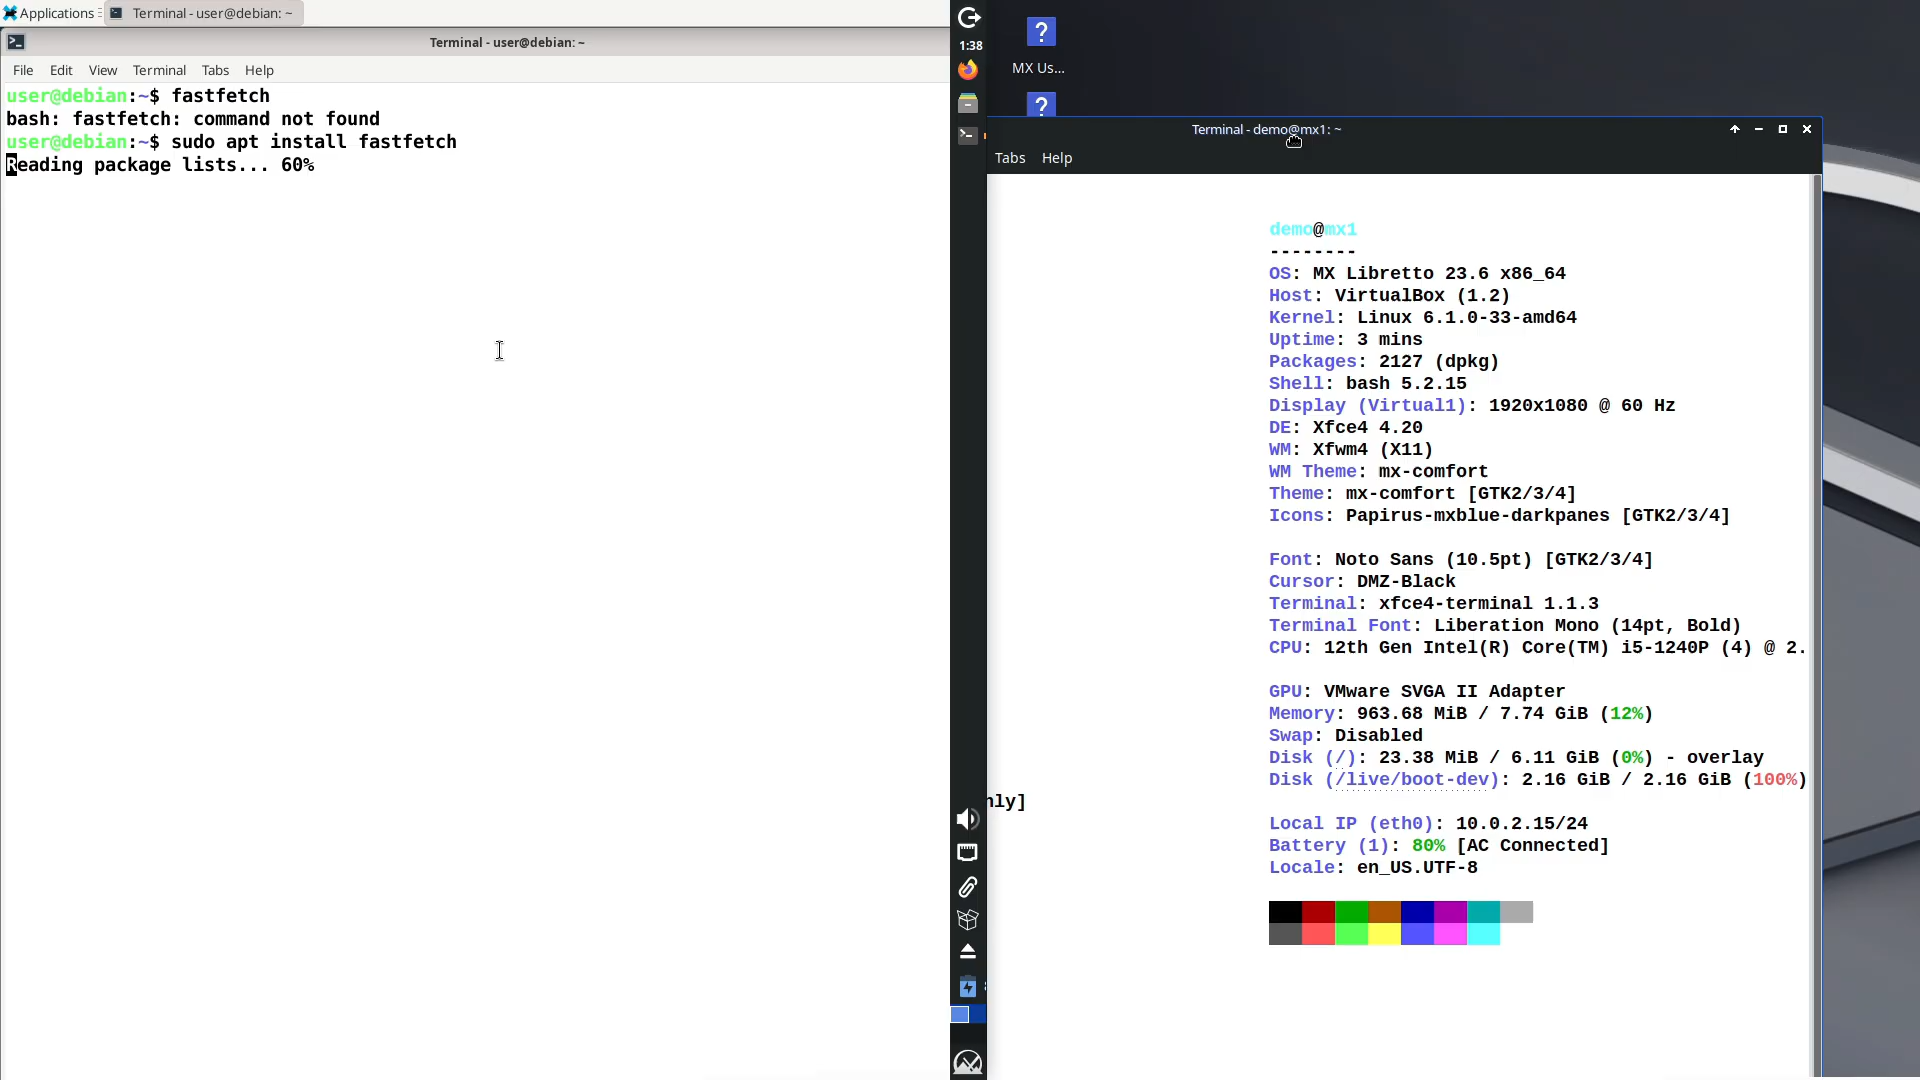 Applications
Terminal - user@debian: ~
Terminal - user@debian: ~
File Edit View Terminal Tabs Help
user@debian:~$ fastfetch
bash: fastfetch: command not found
user@debian:~$ sudo apt install fastfetch
Reading package lists... 60%
1:38
MX Us...
Terminal - demo@mx1: ~
Tabs Help
demo@mx1
--------
OS: MX Libretto 23.6 x86_64
Host: VirtualBox (1.2)
Kernel: Linux 6.1.0-33-amd64
Uptime: 3 mins
Packages: 2127 (dpkg)
Shell: bash 5.2.15
Display (Virtual1): 1920x1080 @ 60 Hz
DE: Xfce4 4.20
WM: Xfwm4 (X11)
WM Theme: mx-comfort
Theme: mx-comfort [GTK2/3/4]
Icons: Papirus-mxblue-darkpanes [GTK2/3/4]
Font: Noto Sans (10.5pt) [GTK2/3/4]
Cursor: DMZ-Black
Terminal: xfce4-terminal 1.1.3
Terminal Font: Liberation Mono (14pt, Bold)
CPU: 12th Gen Intel(R) Core(TM) i5-1240P (4) @ 2.
GPU: VMware SVGA II Adapter
Memory: 963.68 MiB / 7.74 GiB (12%)
Swap: Disabled
Disk (/): 23.38 MiB / 6.11 GiB (0%) - overlay
Disk (/live/boot-dev): 2.16 GiB / 2.16 GiB (100%)
nly]
Local IP (eth0): 10.0.2.15/24
Battery (1): 80% [AC Connected]
Locale: en_US.UTF-8